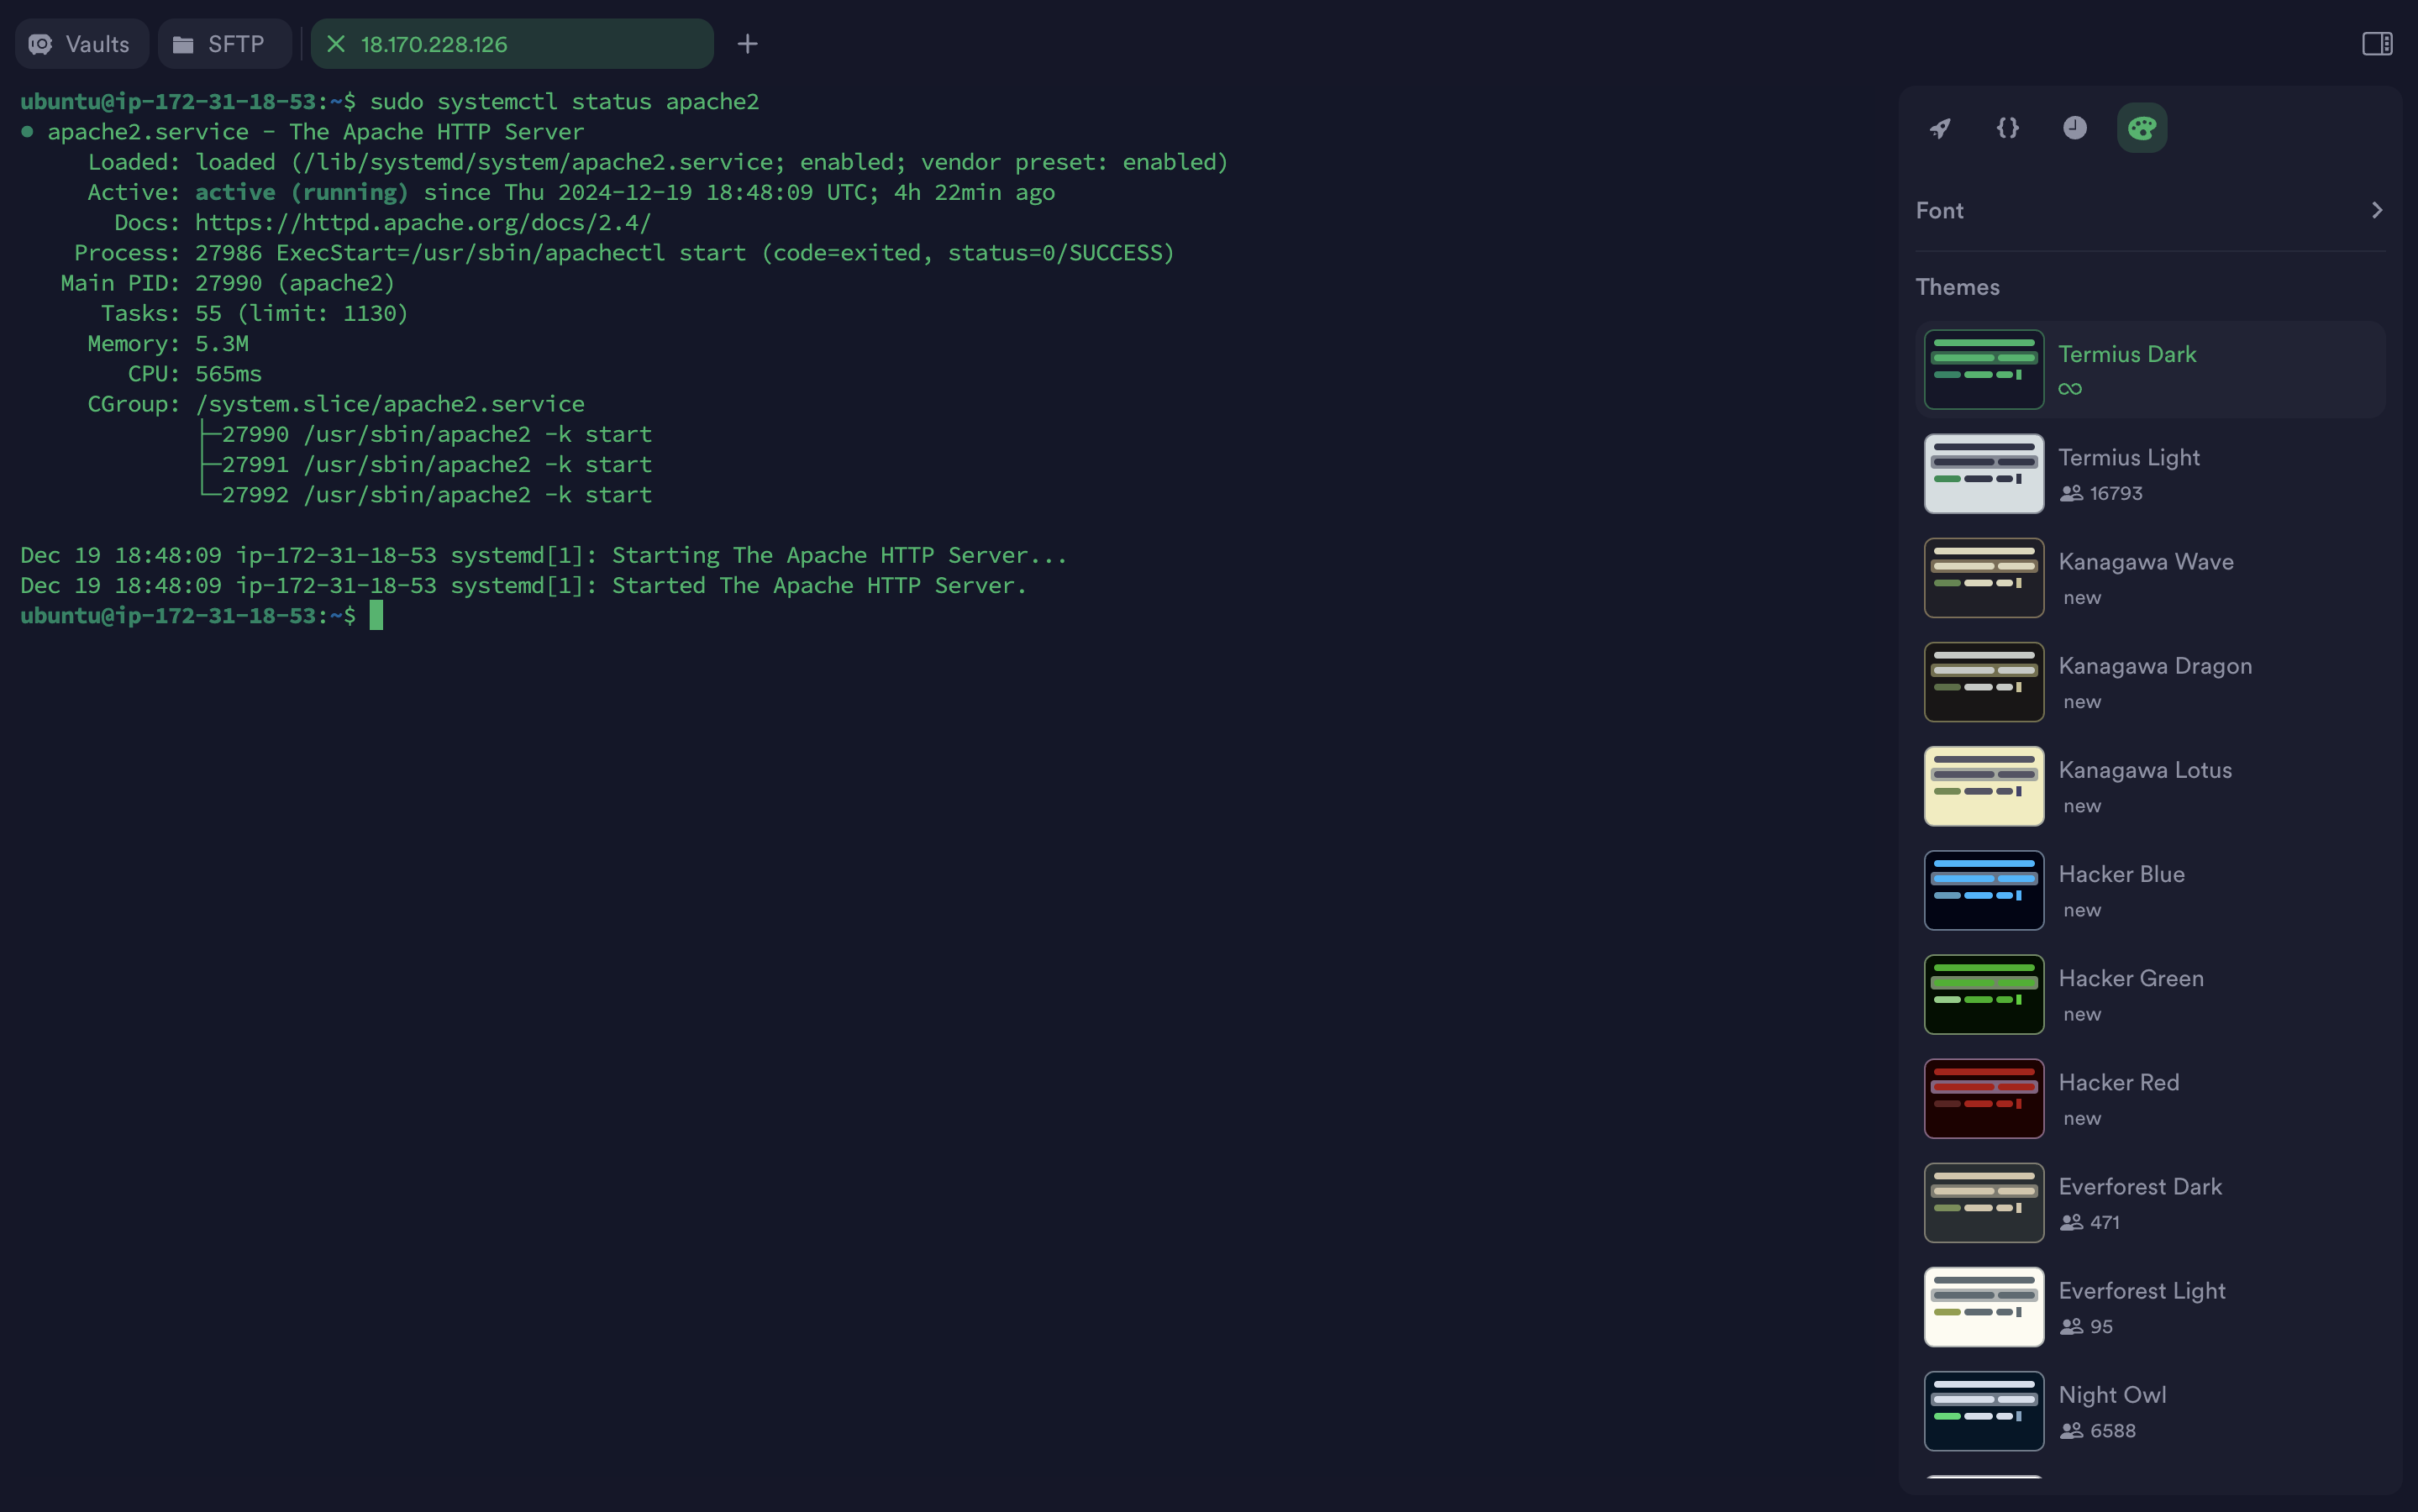 Vaults
SFTP
18.170.228.126
ubuntu@ip-172-31-18-53:~$ sudo systemctl status apache2
● apache2.service - The Apache HTTP Server
Loaded: loaded (/lib/systemd/system/apache2.service; enabled; vendor preset: enabled)
Active: active (running) since Thu 2024-12-19 18:48:09 UTC; 4h 22min ago
Docs: https://httpd.apache.org/docs/2.4/
Process: 27986 ExecStart=/usr/sbin/apachectl start (code=exited, status=0/SUCCESS)
Main PID: 27990 (apache2)
Tasks: 55 (limit: 1130)
Memory: 5.3M
CPU: 565ms
CGroup: /system.slice/apache2.service
├─27990 /usr/sbin/apache2 -k start
├─27991 /usr/sbin/apache2 -k start
└─27992 /usr/sbin/apache2 -k start
Dec 19 18:48:09 ip-172-31-18-53 systemd[1]: Starting The Apache HTTP Server...
Dec 19 18:48:09 ip-172-31-18-53 systemd[1]: Started The Apache HTTP Server.
ubuntu@ip-172-31-18-53:~$
Font
Themes
Termius Dark
∞
Termius Light
16793
Kanagawa Wave
new
Kanagawa Dragon
new
Kanagawa Lotus
new
Hacker Blue
new
Hacker Green
new
Hacker Red
new
Everforest Dark
471
Everforest Light
95
Night Owl
6588